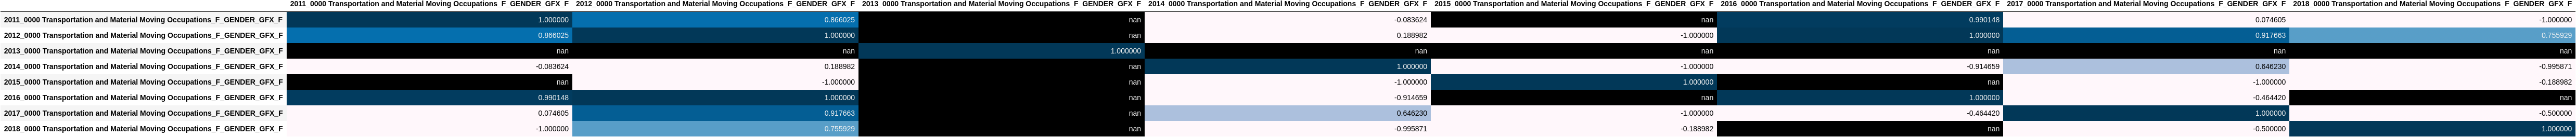 2011_0000 Transportation and Material Moving Occupations_F_GENDER_GFX_F 2012_0000 Transportation and Material Moving Occupations_F_GENDER_GFX_F 2013_0000 Transportation and Material Moving Occupations_F_GENDER_GFX_F 2014_0000 Transportation and Material Moving Occupations_F_GENDER_GFX_F 2015_0000 Transportation and Material Moving Occupations_F_GENDER_GFX_F 2016_0000 Transportation and Material Moving Occupations_F_GENDER_GFX_F 2017_0000 Transportation and Material Moving Occupations_F_GENDER_GFX_F 2018_0000 Transportation and Material Moving Occupations_F_GENDER_GFX_F
2011_0000 Transportation and Material Moving Occupations_F_GENDER_GFX_F 1.000000 0.866025 nan -0.083624 nan 0.990148 0.074605 -1.000000
2012_0000 Transportation and Material Moving Occupations_F_GENDER_GFX_F 0.866025 1.000000 nan 0.188982 -1.000000 1.000000 0.917663 0.755929
2013_0000 Transportation and Material Moving Occupations_F_GENDER_GFX_F nan nan 1.000000 nan nan nan nan nan
2014_0000 Transportation and Material Moving Occupations_F_GENDER_GFX_F -0.083624 0.188982 nan 1.000000 -1.000000 -0.914659 0.646230 -0.995871
2015_0000 Transportation and Material Moving Occupations_F_GENDER_GFX_F nan -1.000000 nan -1.000000 1.000000 nan -1.000000 -0.188982
2016_0000 Transportation and Material Moving Occupations_F_GENDER_GFX_F 0.990148 1.000000 nan -0.914659 nan 1.000000 -0.464420 nan
2017_0000 Transportation and Material Moving Occupations_F_GENDER_GFX_F 0.074605 0.917663 nan 0.646230 -1.000000 -0.464420 1.000000 -0.500000
2018_0000 Transportation and Material Moving Occupations_F_GENDER_GFX_F -1.000000 0.755929 nan -0.995871 -0.188982 nan -0.500000 1.000000